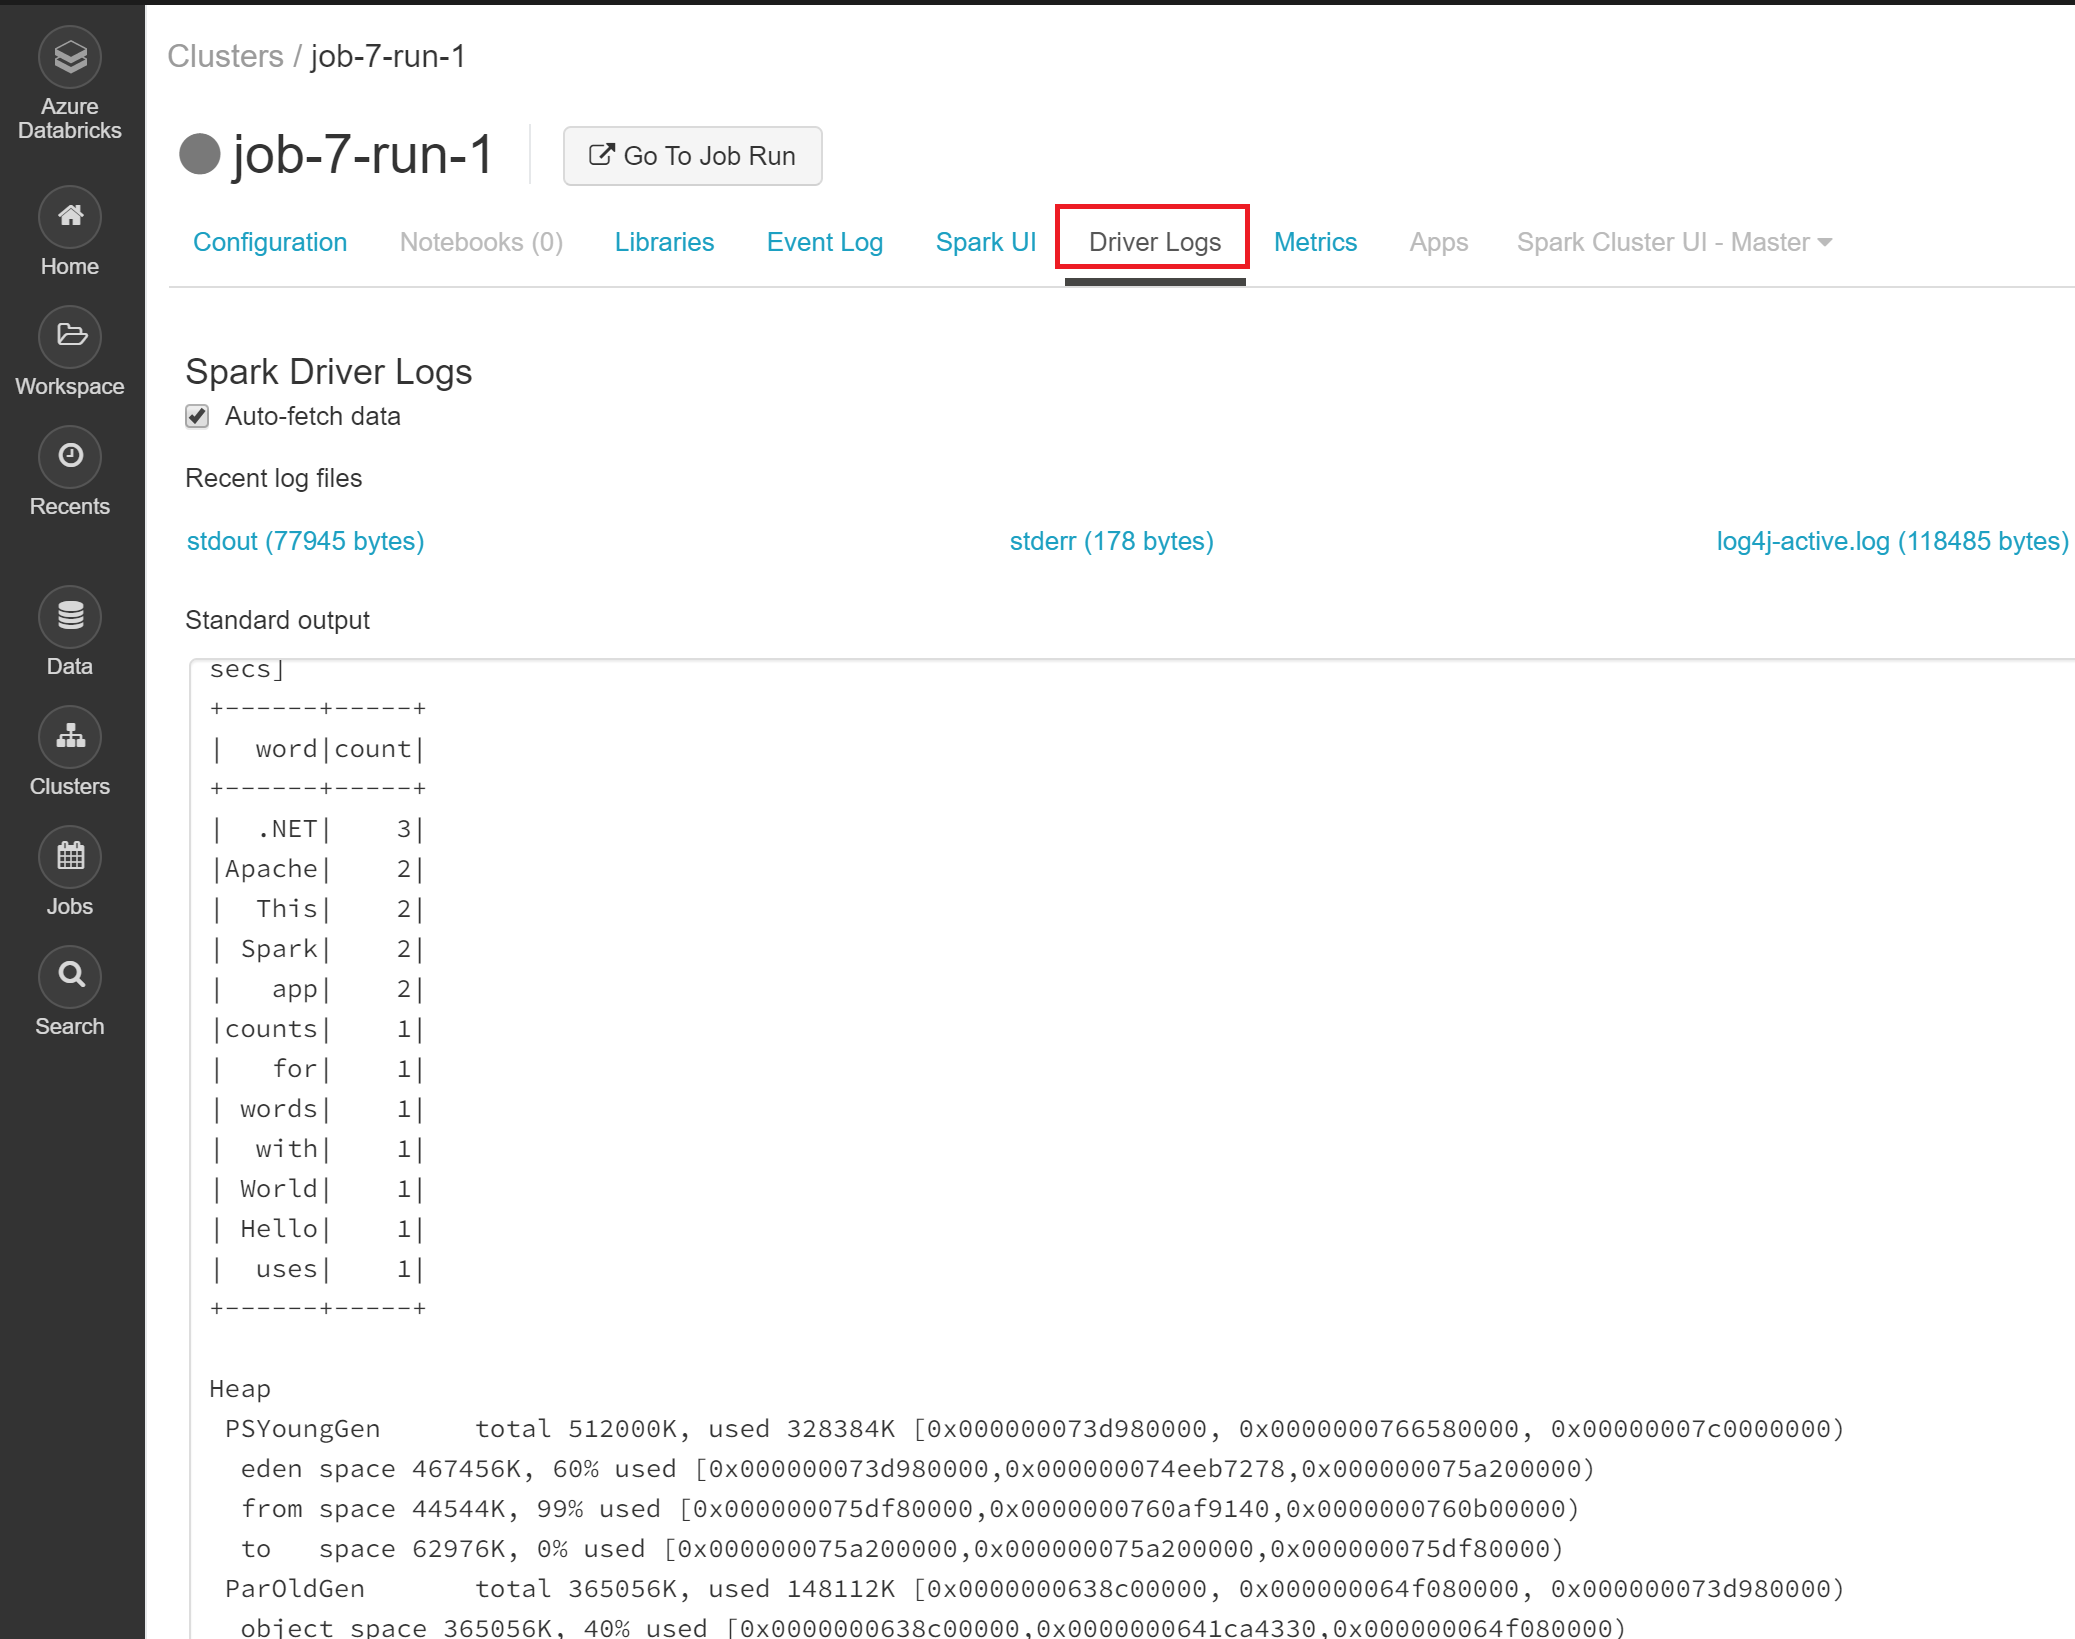 Azure
Databricks
Home
Workspace
Recents
Data
Clusters
Jobs
Search
Clusters / job-7-run-1
job-7-run-1
Go To Job Run
Configuration Notebooks (0) Libraries Event Log Spark UI Driver Logs Metrics Apps Spark Cluster UI - Master
Spark Driver Logs
Auto-fetch data
Recent log files
stdout (77945 bytes) stderr (178 bytes) log4j-active.log (118485 bytes)
Standard output
secs]
+------+-----+
|  word|count|
+------+-----+
|  .NET|    3|
|Apache|    2|
|  This|    2|
| Spark|    2|
|   app|    2|
|counts|    1|
|   for|    1|
| words|    1|
|  with|    1|
| World|    1|
| Hello|    1|
|  uses|    1|
+------+-----+
Heap
 PSYoungGen      total 512000K, used 328384K [0x000000073d980000, 0x0000000766580000, 0x00000007c0000000)
  eden space 467456K, 60% used [0x000000073d980000,0x000000074eeb7278,0x000000075a200000)
  from space 44544K, 99% used [0x000000075df80000,0x0000000760af9140,0x0000000760b00000)
  to   space 62976K, 0% used [0x000000075a200000,0x000000075a200000,0x000000075df80000)
 ParOldGen       total 365056K, used 148112K [0x0000000638c00000, 0x000000064f080000, 0x000000073d980000)
  object space 365056K, 40% used [0x0000000638c00000,0x0000000641ca4330,0x000000064f080000)